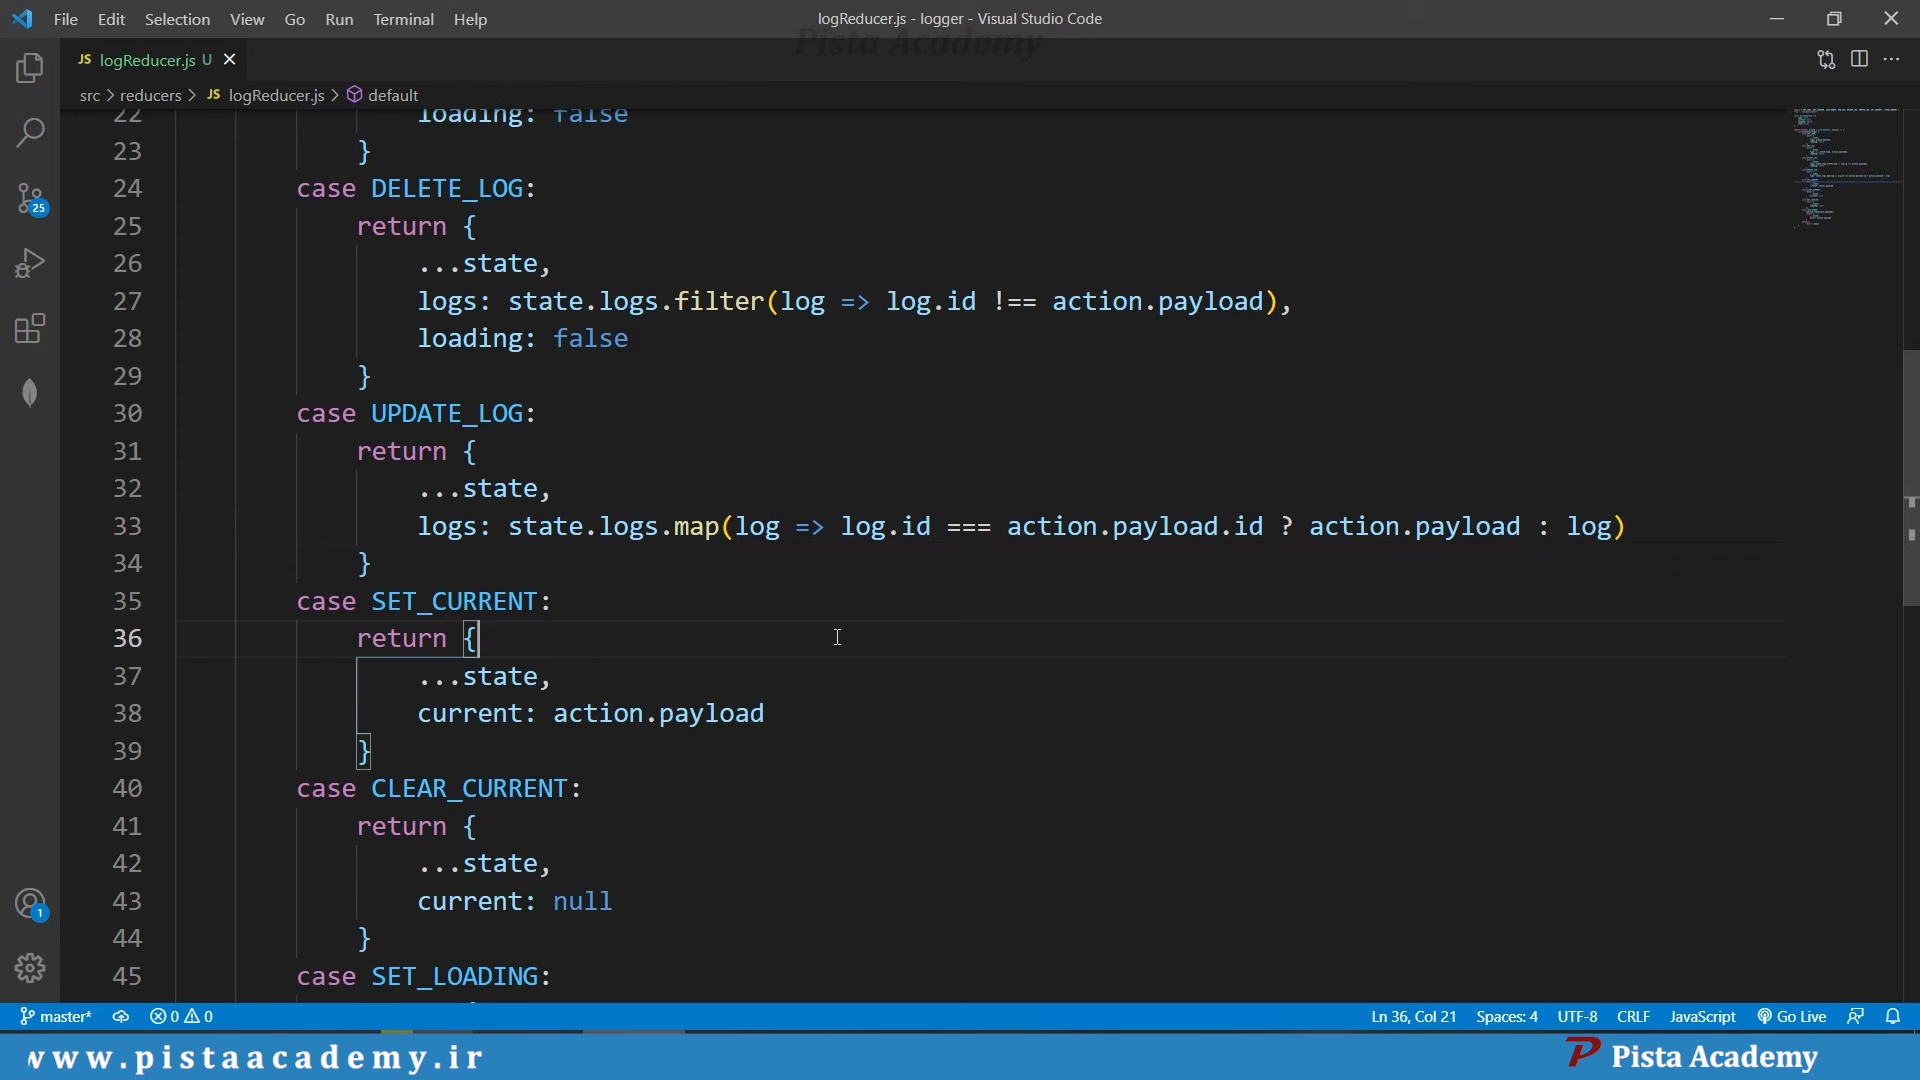 File Edit Selection View Go Run Terminal Help
logReducer.js - logger - Visual Studio Code
Pista Academy
JS logReducer.js U
src > reducers > JS logReducer.js > default
22 loading: false
23 }
24 case DELETE_LOG:
25 return {
26 ...state,
27 logs: state.logs.filter(log => log.id !== action.payload),
28 loading: false
29 }
30 case UPDATE_LOG:
31 return {
32 ...state,
33 logs: state.logs.map(log => log.id === action.payload.id ? action.payload : log)
34 }
35 case SET_CURRENT:
36 return {
37 ...state,
38 current: action.payload
39 }
40 case CLEAR_CURRENT:
41 return {
42 ...state,
43 current: null
44 }
45 case SET_LOADING:
25
1
master* 0 0 Ln 36, Col 21 Spaces: 4 UTF-8 CRLF JavaScript Go Live
www.pistaacademy.ir
P Pista Academy